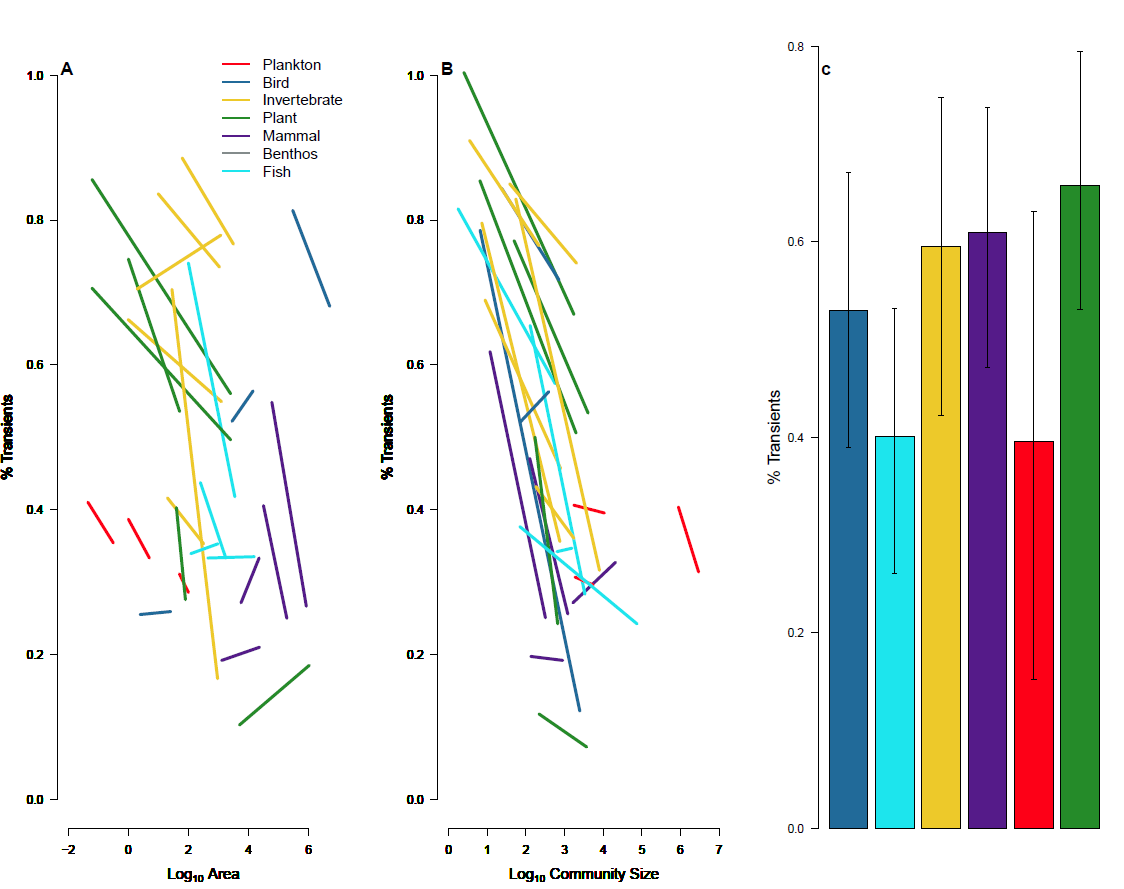 A
Plankton
Bird
Invertebrate
Plant
Mammal
Benthos
Fish
1.0
0.8
0.6
0.4
0.2
0.0
% Transients
−2 0 2 4 6
Log10 Area
B
1.0
0.8
0.6
0.4
0.2
0.0
% Transients
0 1 2 3 4 5 6 7
Log10 Community Size
C
0.8
0.6
0.4
0.2
0.0
% Transients